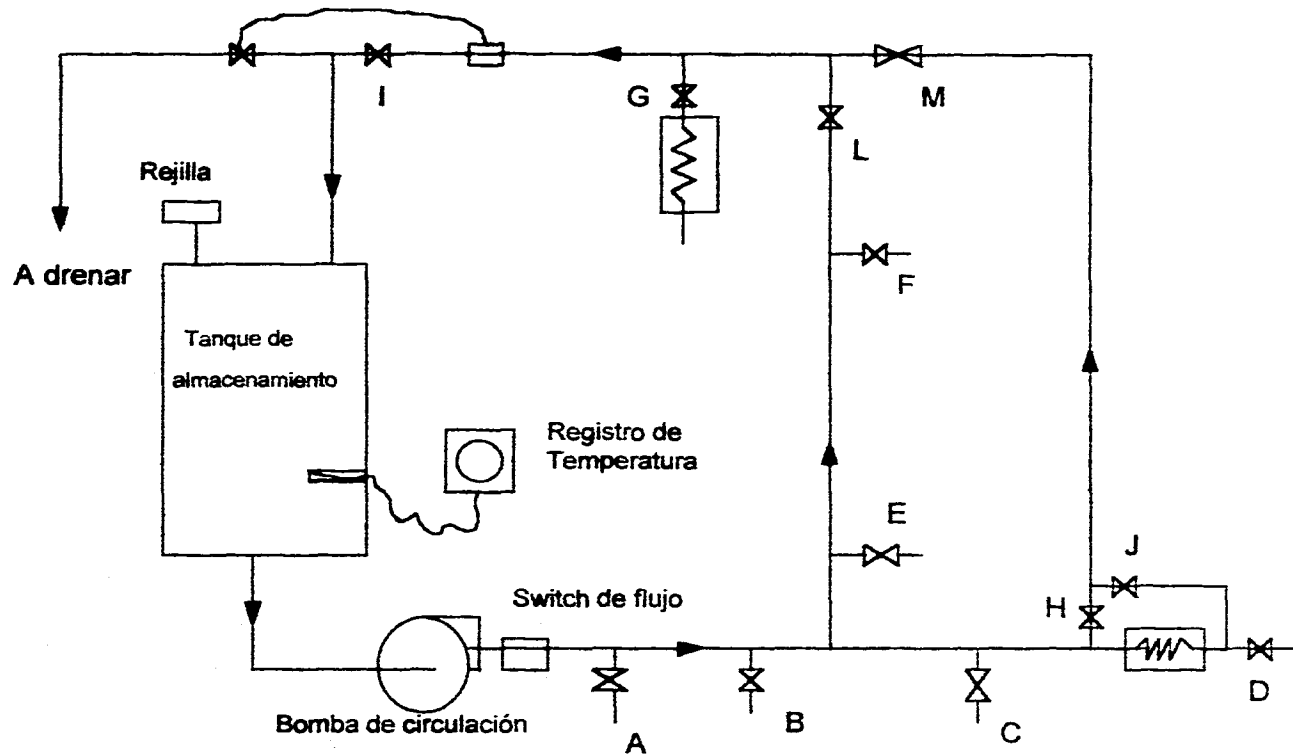 I
G
M
L
Rejilla
A drenar
F
Tanque de
almacenamiento
Registro de
Temperatura
E
J
Switch de flujo
H
D
Bomba de circulación
A
B
C